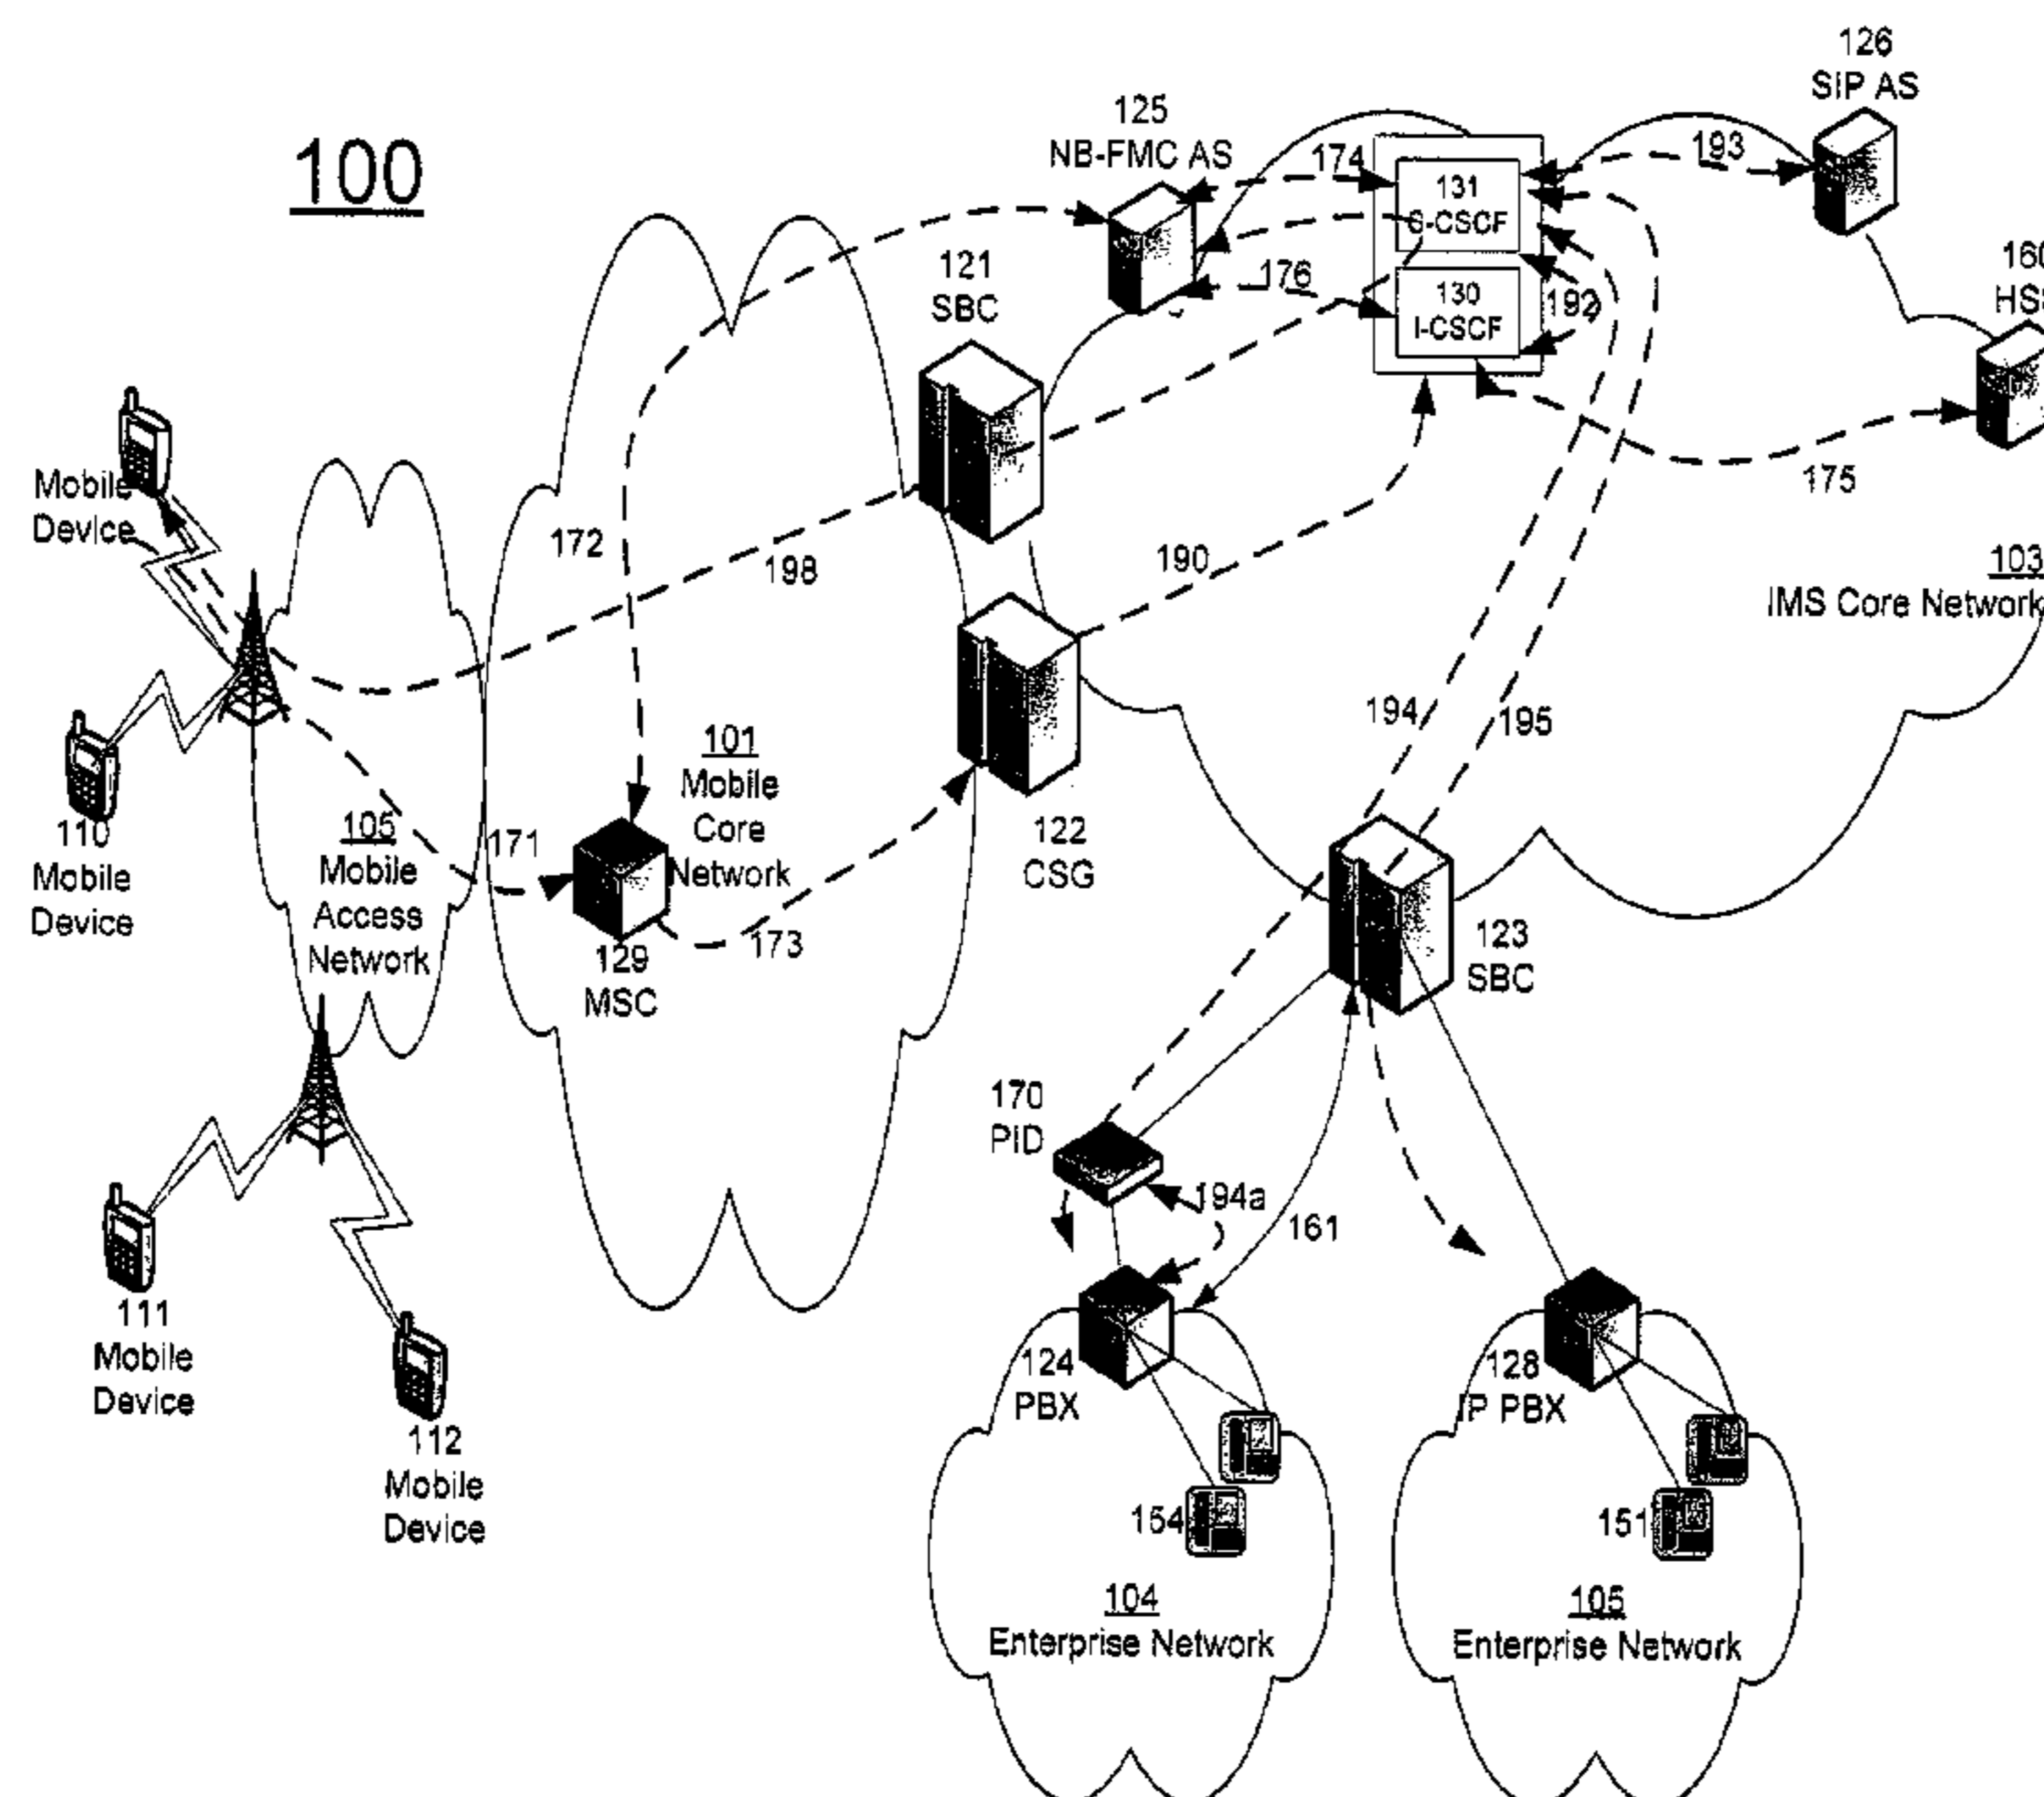 100
126
SIP AS
125
NB-FMC AS
174
193
131
S-CSCF
176
130
I-CSCF
192
160
HSS
121
SBC
175
Mobile
Device
172
198
190
103
IMS Core Network
194
195
101
Mobile
Core
Network
110
Mobile
Device
105
Mobile
Access
Network
171
122
CSG
173
129
MSC
123
SBC
170
PID
194a
161
111
Mobile
Device
112
Mobile
Device
124
PBX
128
IP PBX
154
151
104
Enterprise Network
105
Enterprise Network